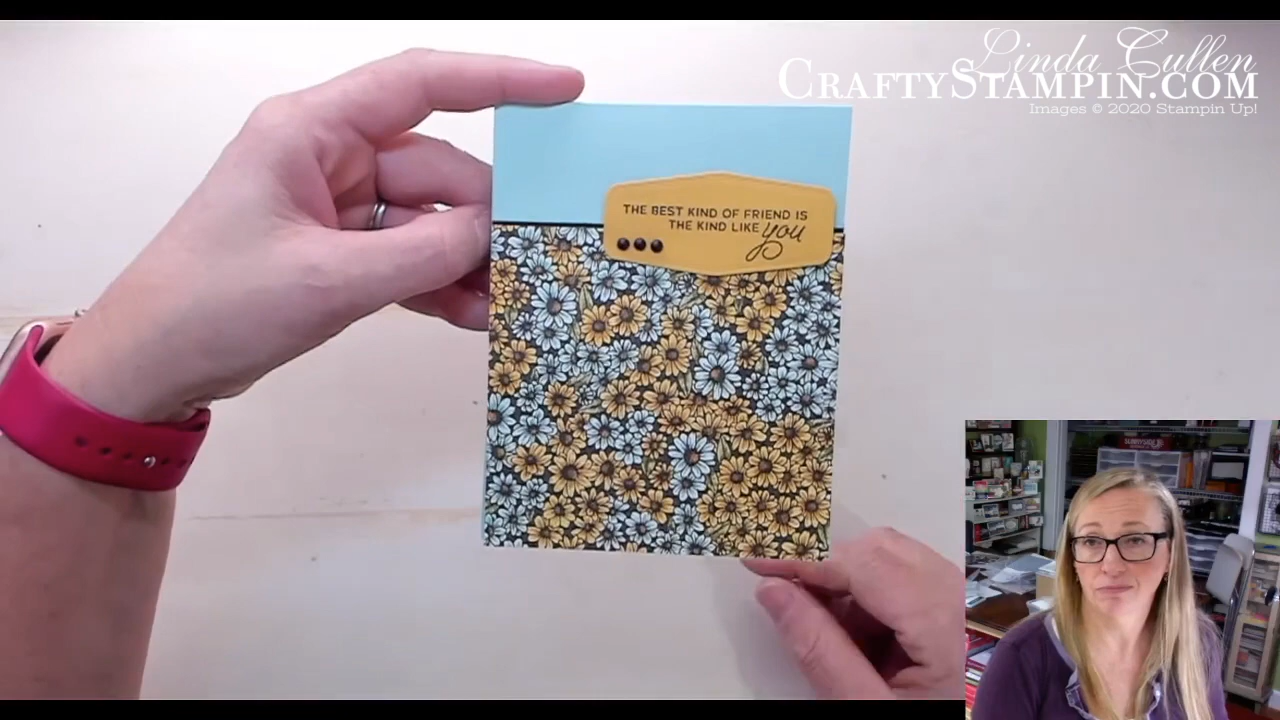 Linda Cullen
CRAFTYSTAMPIN.COM
Images © 2020 Stampin Up!
THE BEST KIND OF FRIEND IS
THE KIND LIKE you